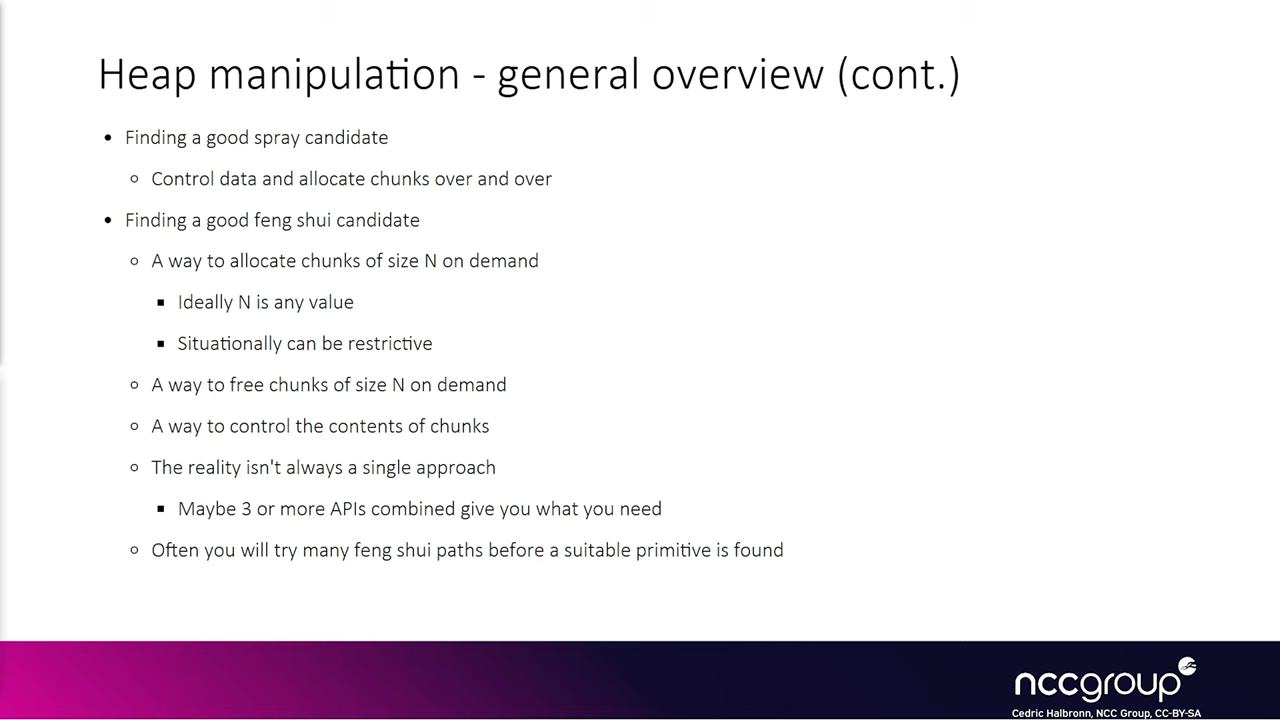 Heap manipulation - general overview (cont.)
• Finding a good spray candidate
○ Control data and allocate chunks over and over
• Finding a good feng shui candidate
○ A way to allocate chunks of size N on demand
▪ Ideally N is any value
▪ Situationally can be restrictive
○ A way to free chunks of size N on demand
○ A way to control the contents of chunks
○ The reality isn't always a single approach
▪ Maybe 3 or more APIs combined give you what you need
○ Often you will try many feng shui paths before a suitable primitive is found
nccgroup
Cedric Halbronn, NCC Group, CC-BY-SA